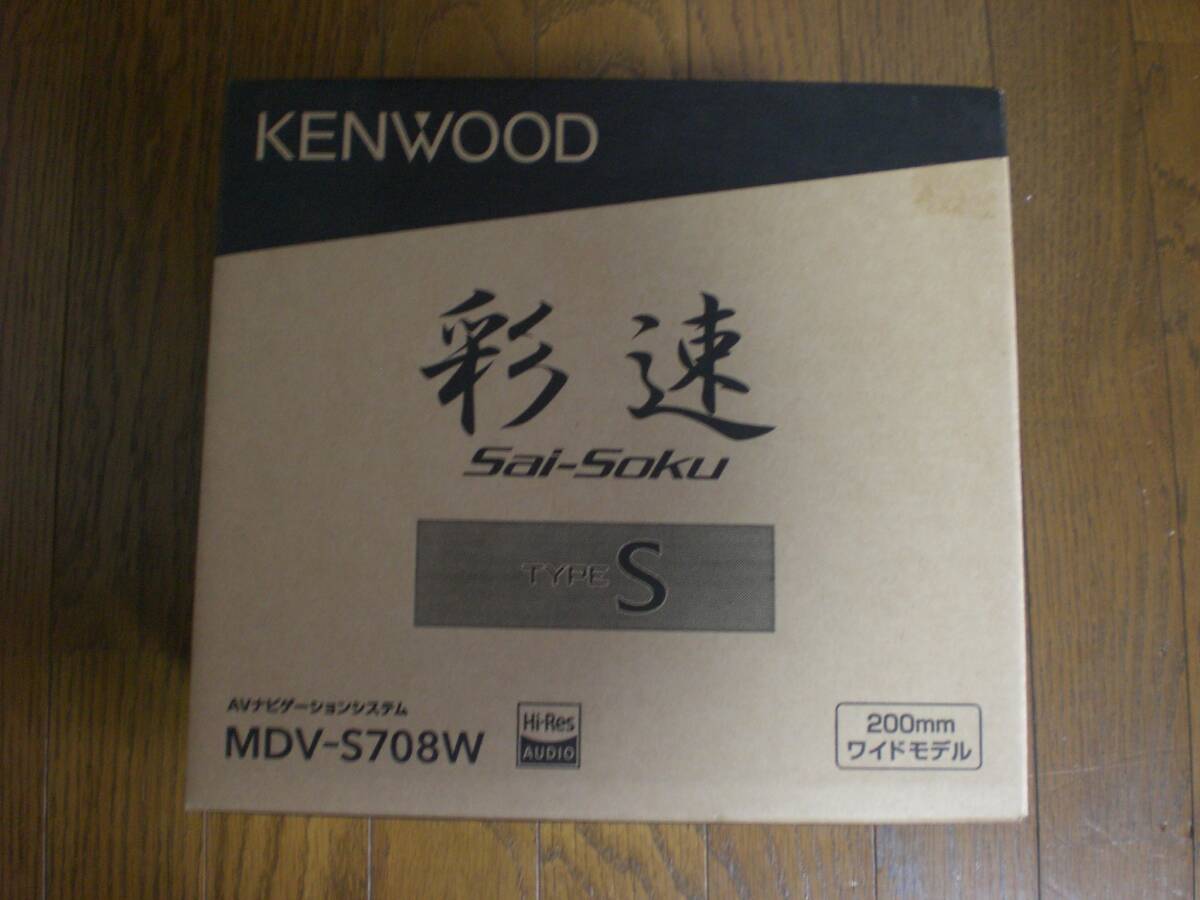 KENWOOD
彩速
Sai-Soku
TYPE S
AVナビゲーションシステム
MDV-S708W
Hi-Res
AUDIO
200mm
ワイドモデル